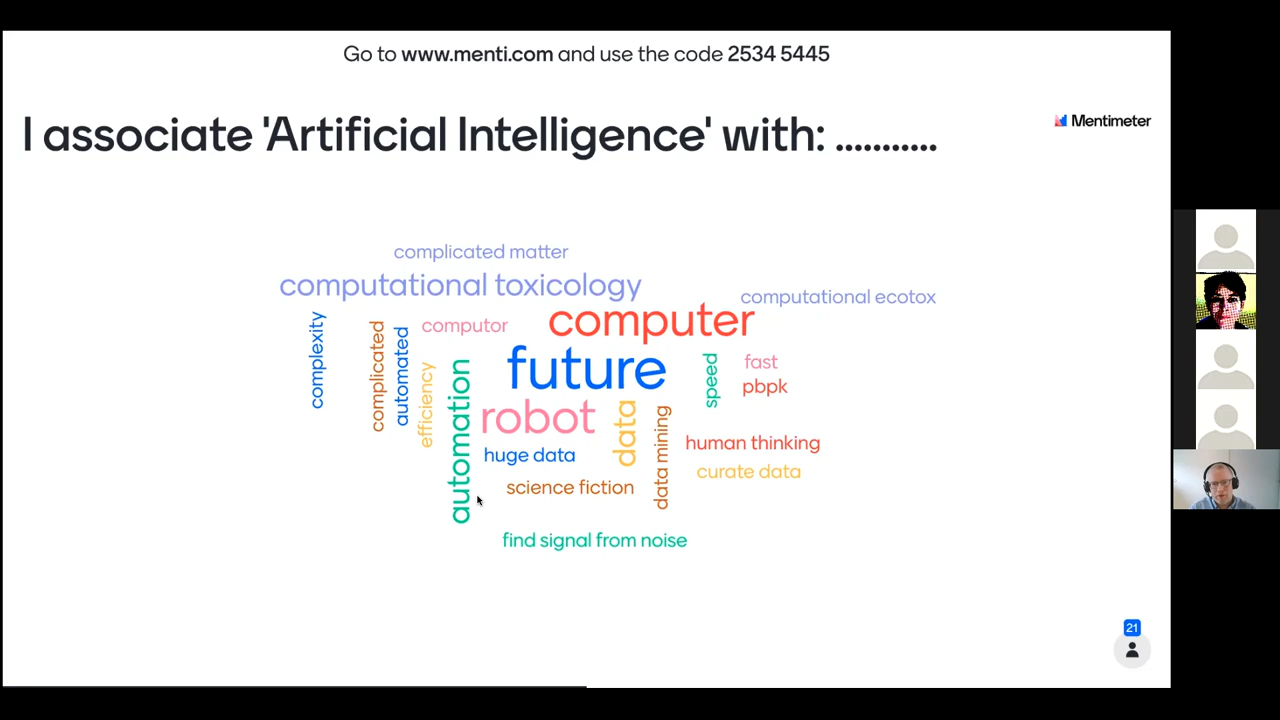 Go to www.menti.com and use the code 2534 5445
I associate 'Artificial Intelligence' with: ...........
Mentimeter
complicated matter
computational toxicology
computational ecotox
complexity
complicated
automated
computor
computer
efficiency
automation
future
speed
fast
pbpk
robot
data
data mining
human thinking
huge data
curate data
science fiction
find signal from noise
21